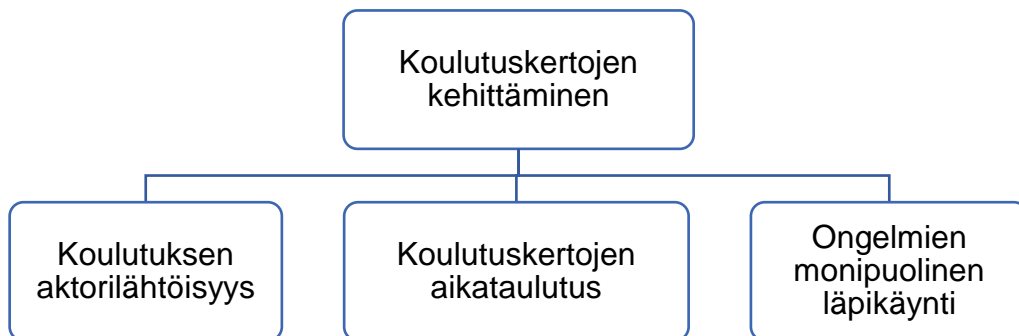 Koulutuskertojen
kehittäminen
Koulutuksen
aktorilähtöisyys
Koulutuskertojen
aikataulutus
Ongelmien
monipuolinen
läpikäynti